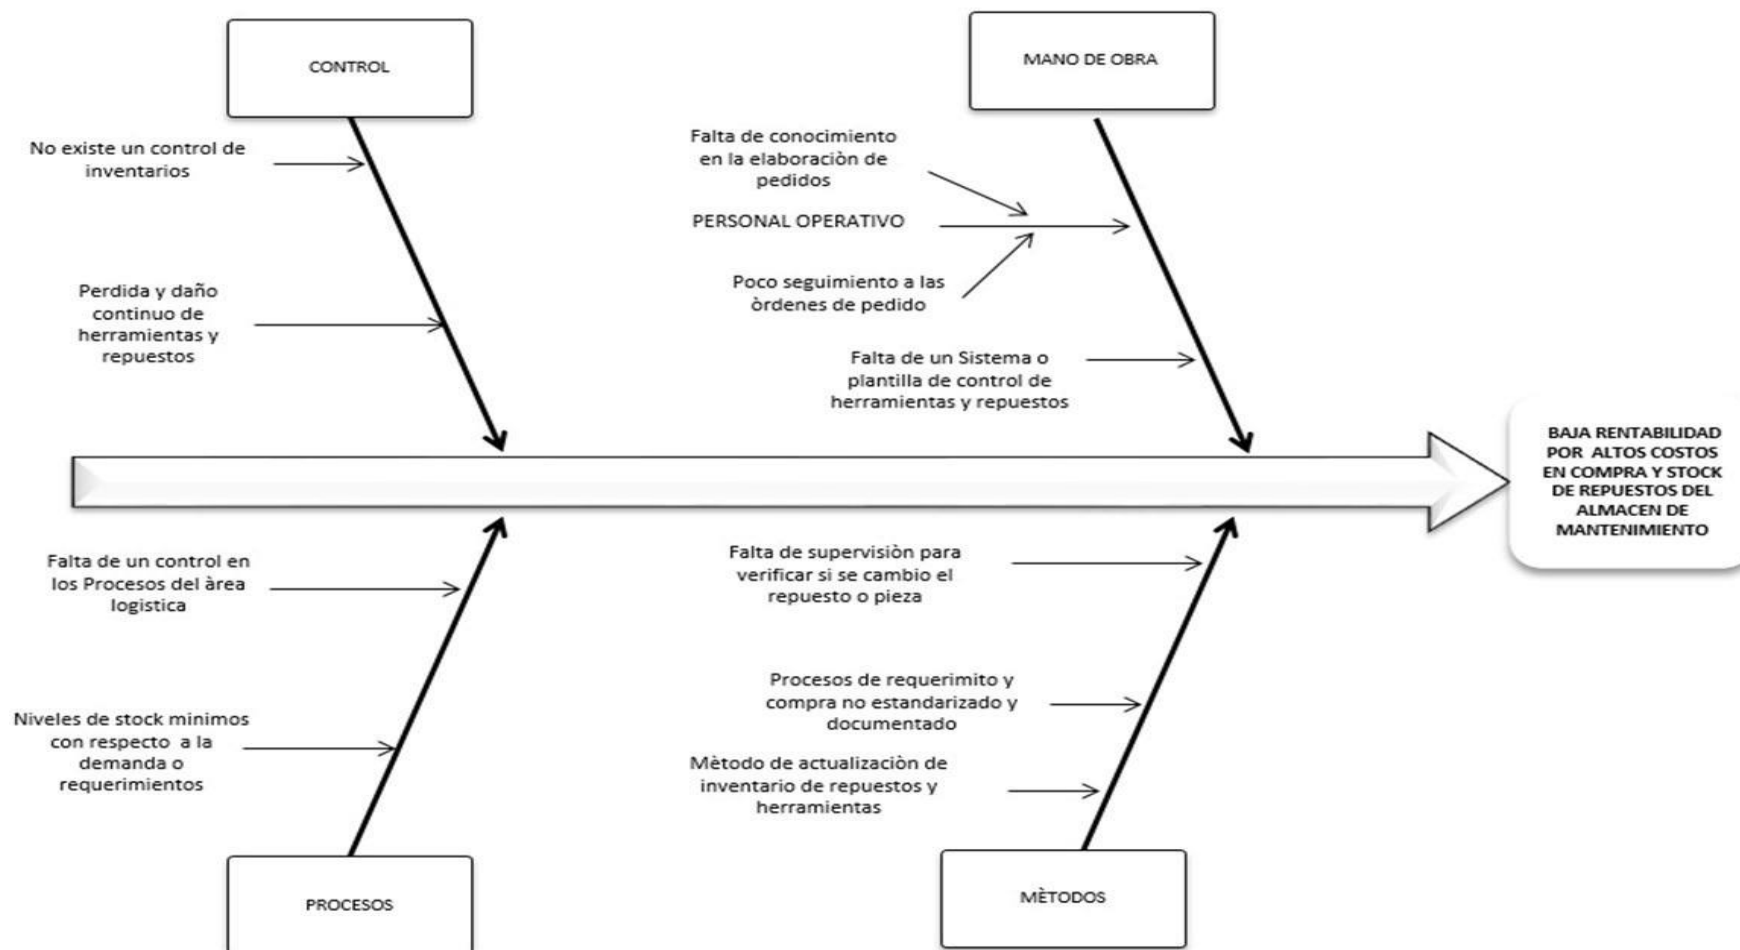 CONTROL
No existe un control de
inventarios
Perdida y daño
continuo de
herramientas y
repuestos
MANO DE OBRA
Falta de conocimiento
en la elaboraciòn de
pedidos
PERSONAL OPERATIVO
Poco seguimiento a las
òrdenes de pedido
Falta de un Sistema o
plantilla de control de
herramientas y repuestos
BAJA RENTABILIDAD
POR ALTOS COSTOS
EN COMPRA Y STOCK
DE REPUESTOS DEL
ALMACEN DE
MANTENIMIENTO
Falta de un control en
los Procesos del àrea
logistica
Niveles de stock minimos
con respecto a la
demanda o
requerimientos
PROCESOS
Falta de supervisiòn para
verificar si se cambio el
repuesto o pieza
Procesos de requerimito y
compra no estandarizado y
documentado
Mètodo de actualizaciòn de
inventario de repuestos y
herramientas
MÈTODOS